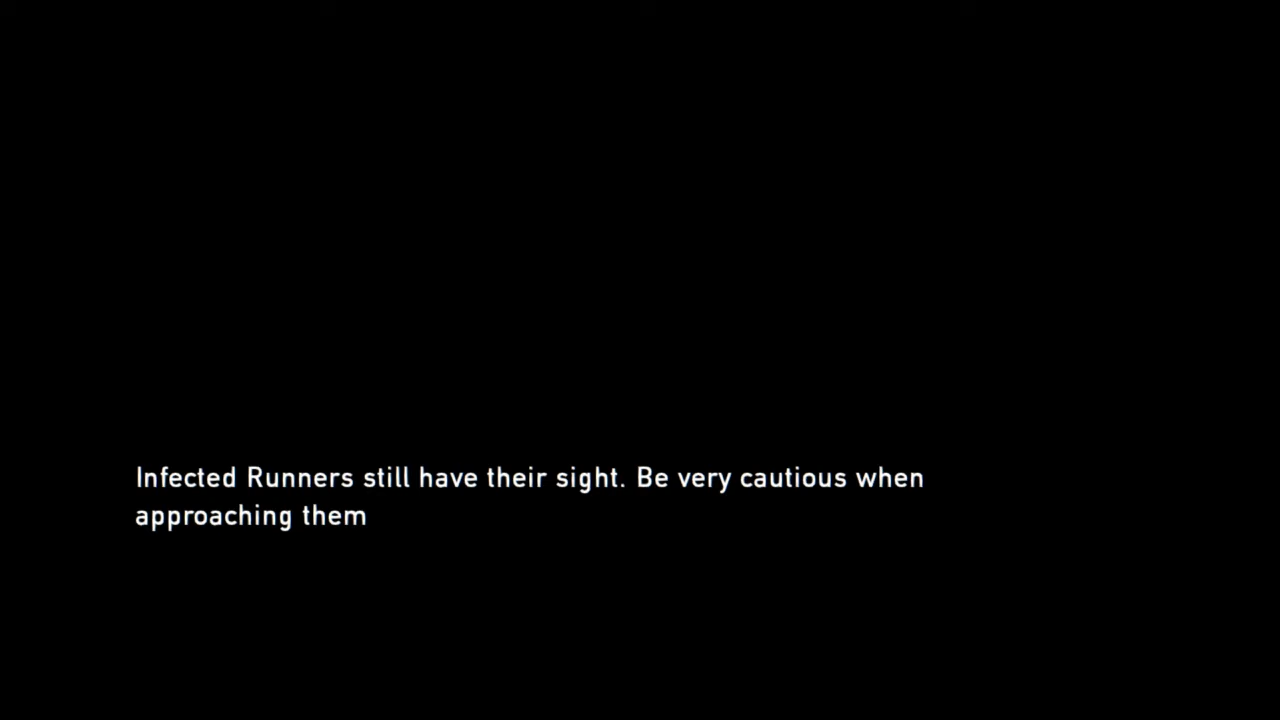 Infected Runners still have their sight. Be very cautious when
approaching them